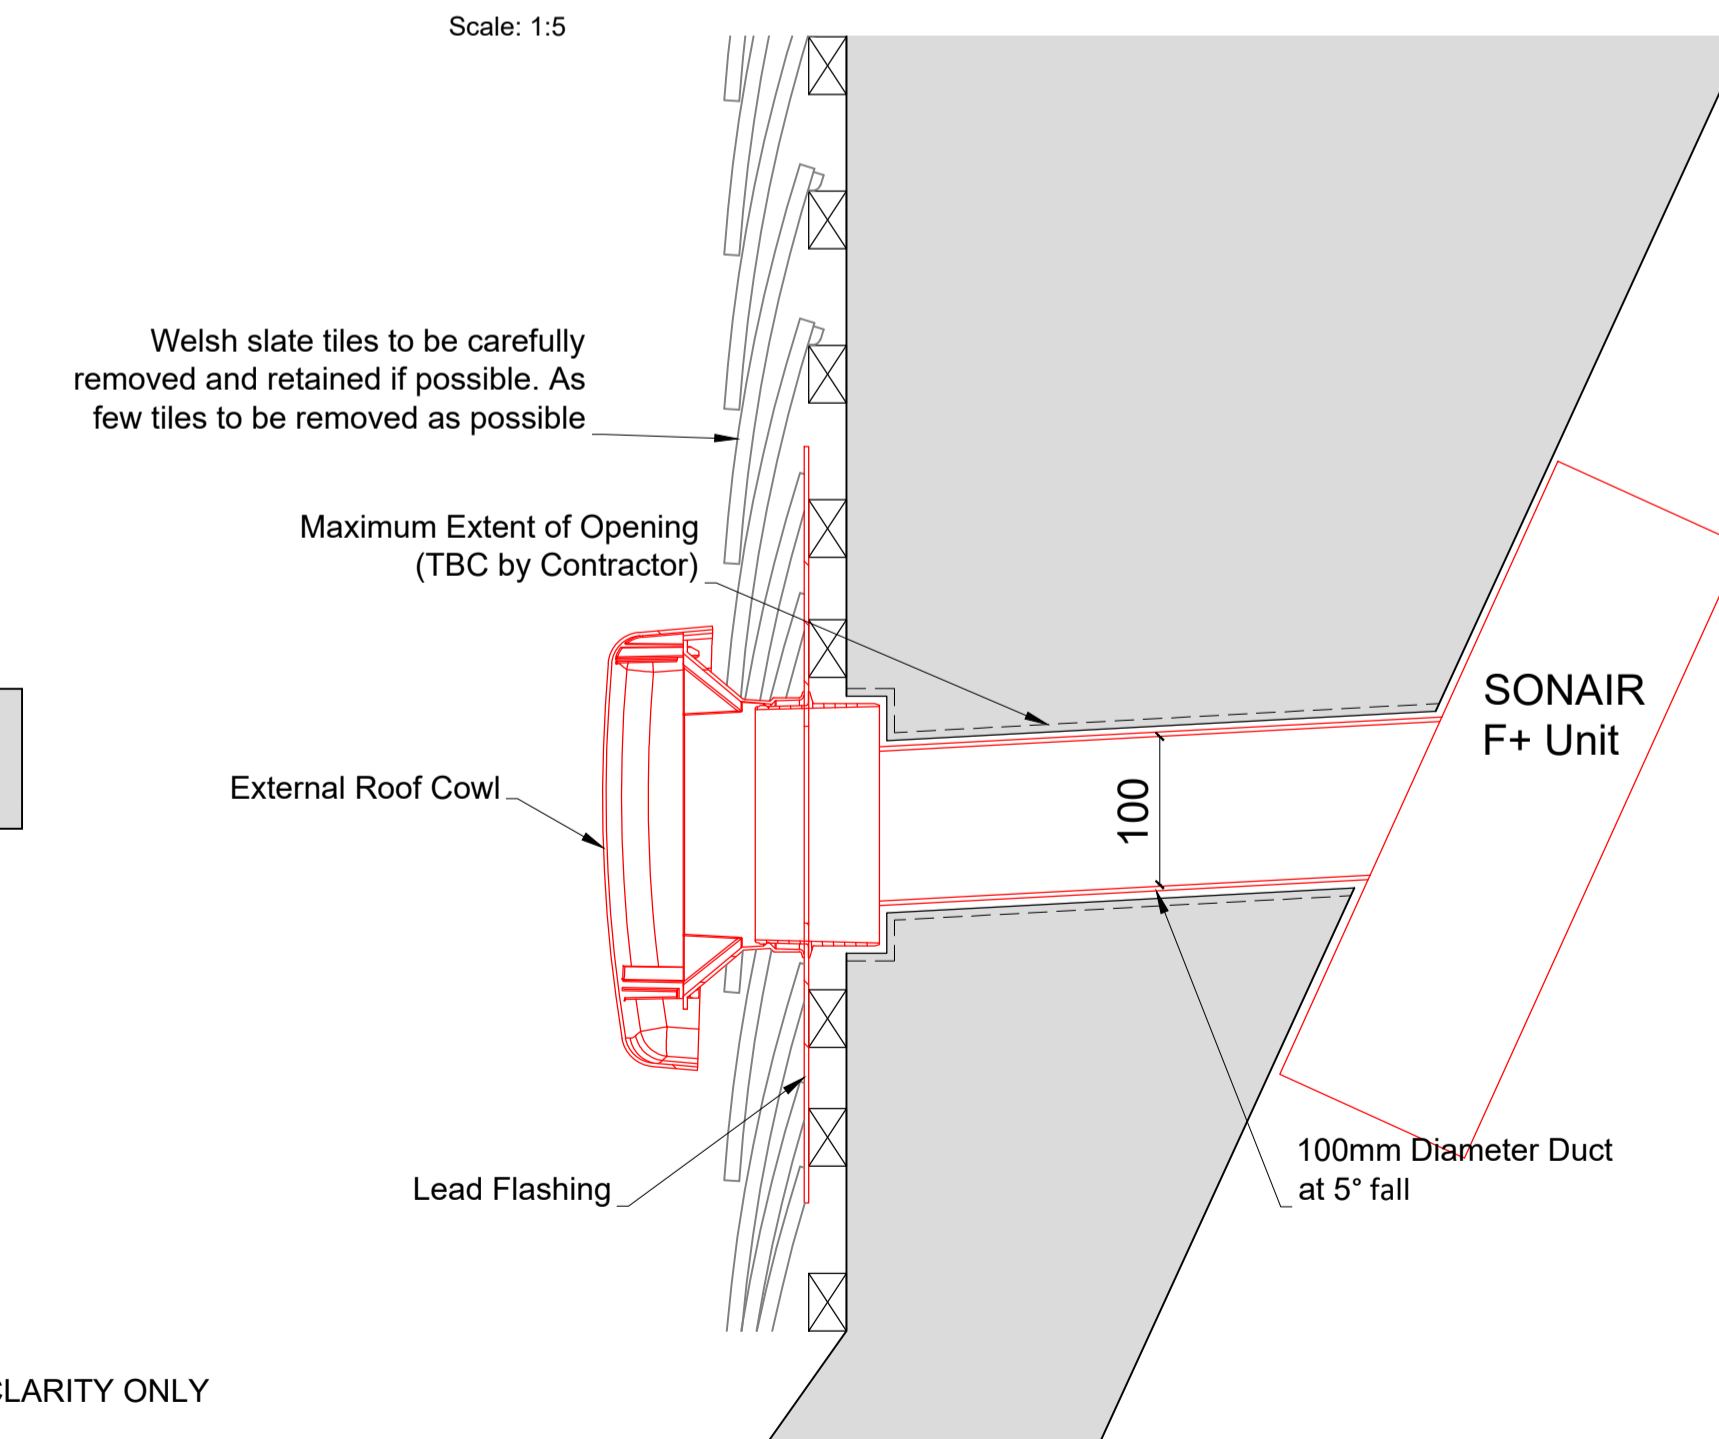 Scale: 1:5
Welsh slate tiles to be carefully
removed and retained if possible. As
few tiles to be removed as possible
Maximum Extent of Opening
(TBC by Contractor)
SONAIR
F+ Unit
External Roof Cowl
100
100mm Diameter Duct
at 5° fall
Lead Flashing
CLARITY ONLY